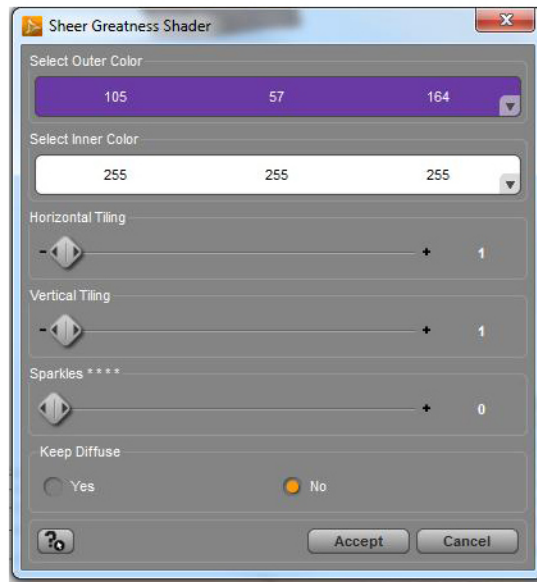 Sheer Greatness Shader
Select Outer Color
105 57 164
Select Inner Color
255 255 255
Horizontal Tiling
- + 1
Vertical Tiling
- + 1
Sparkles * * * *
+ 0
Keep Diffuse
Yes No
? Accept Cancel